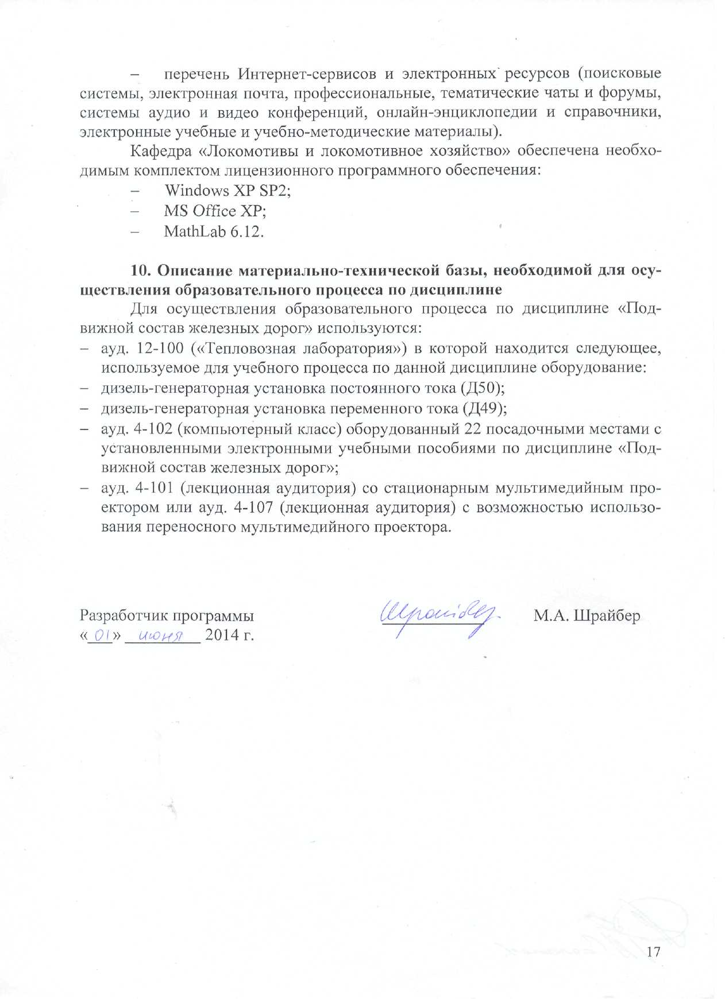 – перечень Интернет-сервисов и электронных ресурсов (поисковые
системы, электронная почта, профессиональные, тематические чаты и форумы,
системы аудио и видео конференций, онлайн-энциклопедии и справочники,
электронные учебные и учебно-методические материалы).
Кафедра «Локомотивы и локомотивное хозяйство» обеспечена необхо-
димым комплектом лицензионного программного обеспечения:
– Windows XP SP2;
– MS Office XP;
– MathLab 6.12.
10. Описание материально-технической базы, необходимой для осу-
ществления образовательного процесса по дисциплине
Для осуществления образовательного процесса по дисциплине «Под-
вижной состав железных дорог» используются:
– ауд. 12-100 («Тепловозная лаборатория») в которой находится следующее,
используемое для учебного процесса по данной дисциплине оборудование:
– дизель-генераторная установка постоянного тока (Д50);
– дизель-генераторная установка переменного тока (Д49);
– ауд. 4-102 (компьютерный класс) оборудованный 22 посадочными местами с
установленными электронными учебными пособиями по дисциплине «Под-
вижной состав железных дорог»;
– ауд. 4-101 (лекционная аудитория) со стационарным мультимедийным про-
ектором или ауд. 4-107 (лекционная аудитория) с возможностью использо-
вания переносного мультимедийного проектора.
Разработчик программы Шрайбер. М.А. Шрайбер
«01» июня 2014 г.
17